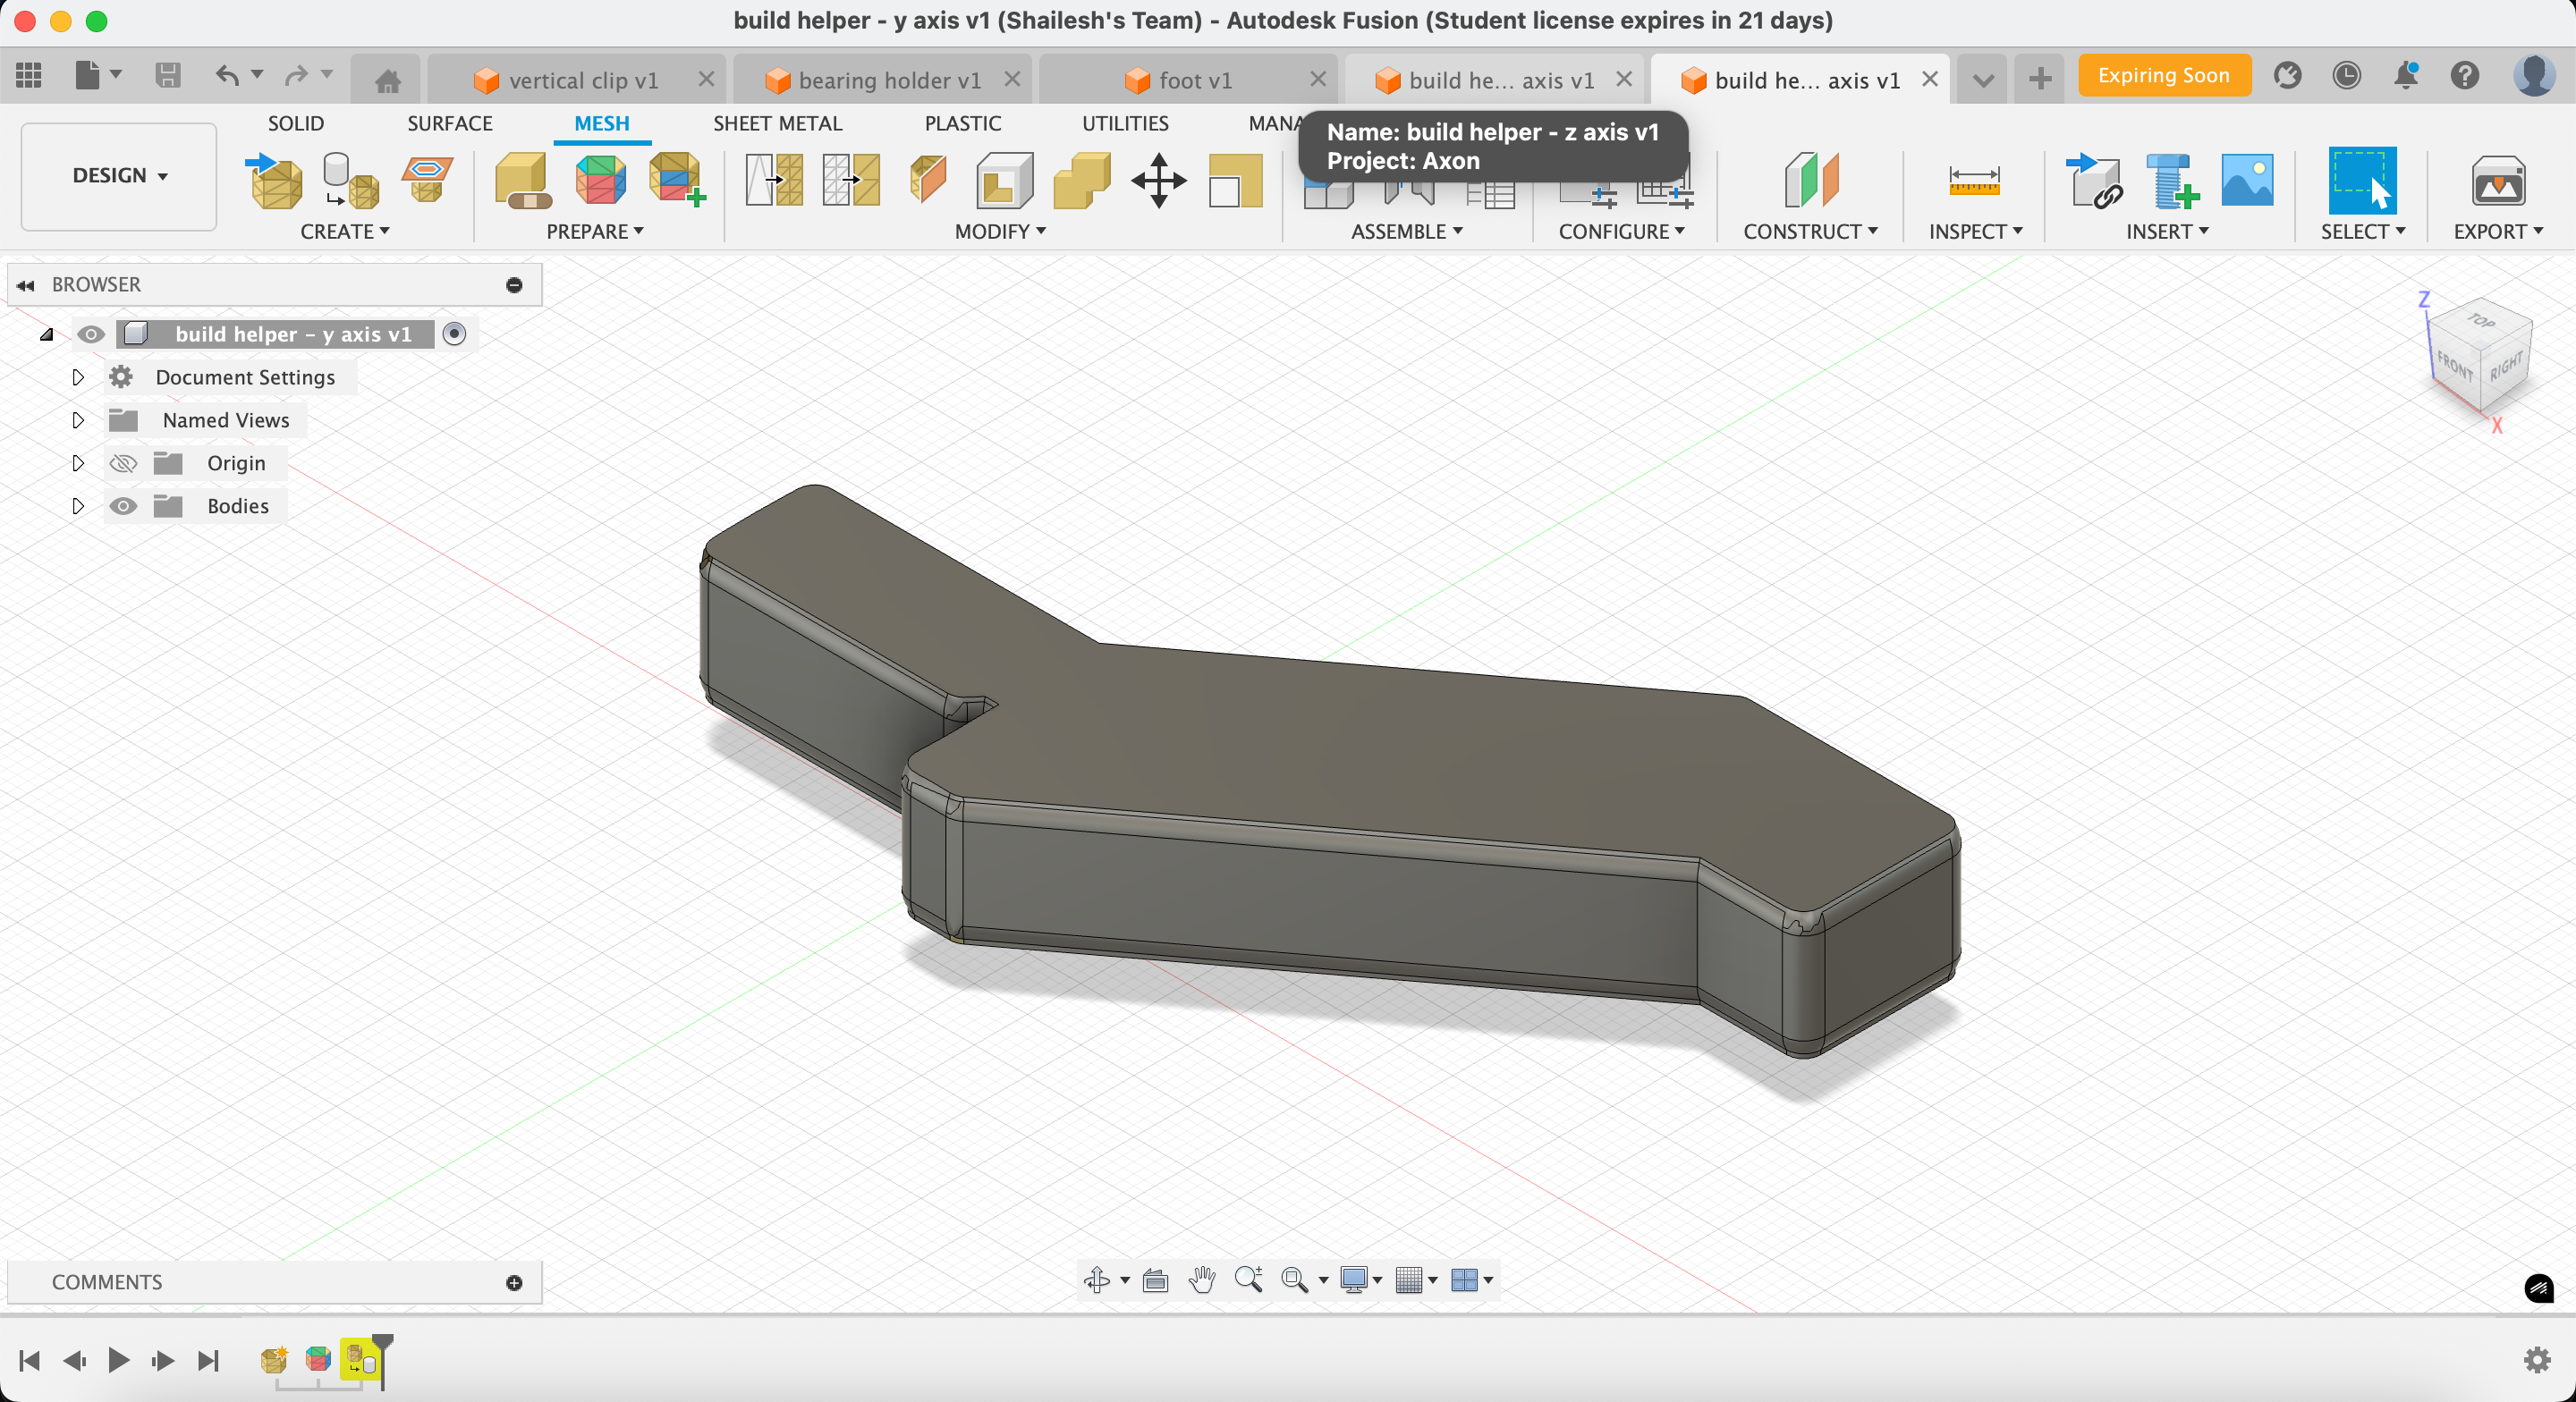 build helper - y axis v1 (Shailesh's Team) - Autodesk Fusion (Student license expires in 21 days)
vertical clip v1
bearing holder v1
foot v1
build he... axis v1
build he... axis v1
Expiring Soon
DESIGN
SOLID
SURFACE
MESH
SHEET METAL
PLASTIC
UTILITIES
MANA
Name: build helper - z axis v1
Project: Axon
CREATE
PREPARE
MODIFY
ASSEMBLE
CONFIGURE
CONSTRUCT
INSPECT
INSERT
SELECT
EXPORT
BROWSER
build helper – y axis v1
Document Settings
Named Views
Origin
Bodies
Z
TOP
FRONT
RIGHT
X
COMMENTS